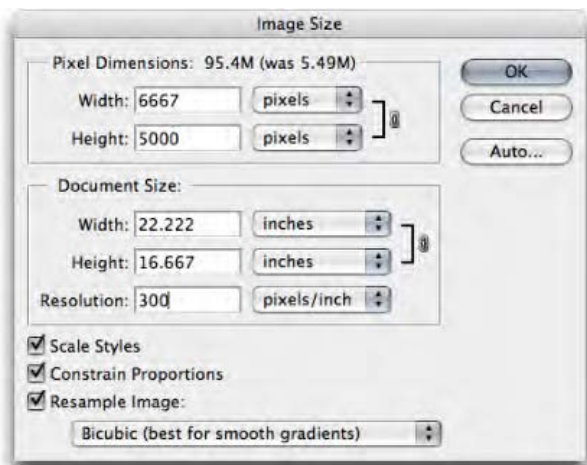 Image Size
Pixel Dimensions: 95.4M (was 5.49M)
Width: 6667 pixels
Height: 5000 pixels
OK
Cancel
Auto...
Document Size:
Width: 22.222 inches
Height: 16.667 inches
Resolution: 300 pixels/inch
Scale Styles
Constrain Proportions
Resample Image:
Bicubic (best for smooth gradients)